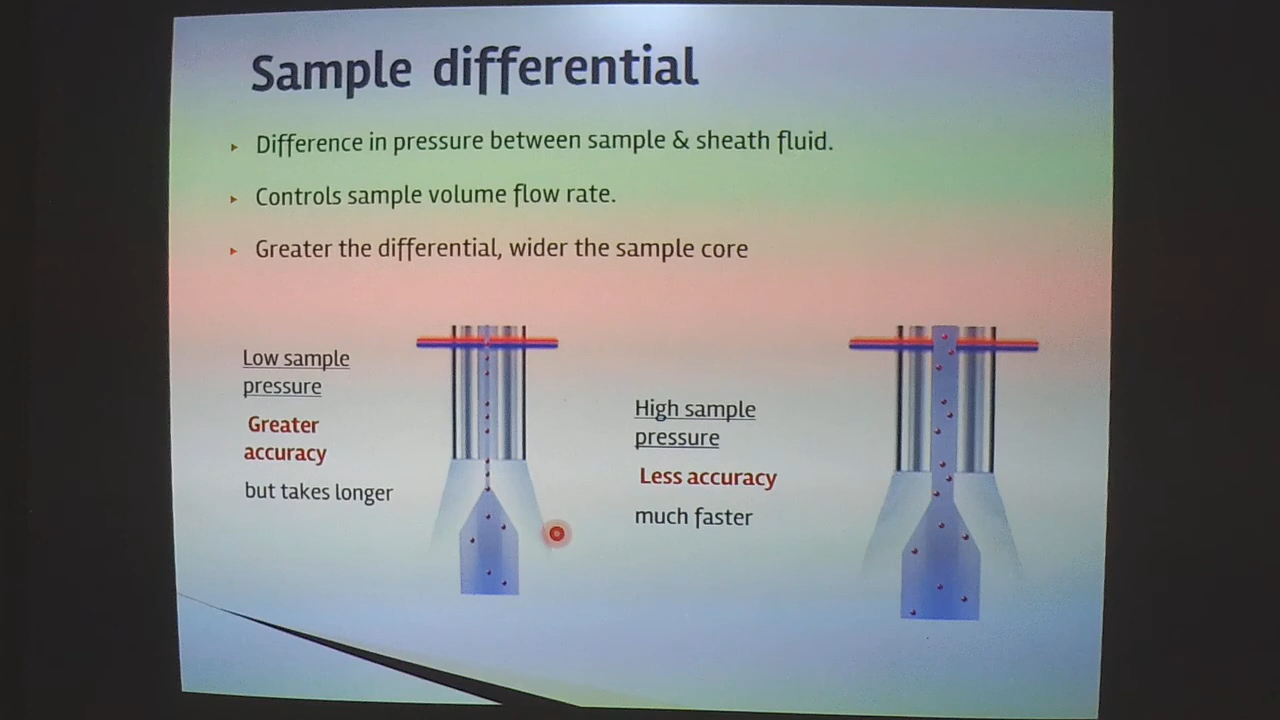 Sample differential
Difference in pressure between sample & sheath fluid.
Controls sample volume flow rate.
Greater the differential, wider the sample core
Low sample
pressure
Greater
accuracy
but takes longer
High sample
pressure
Less accuracy
much faster